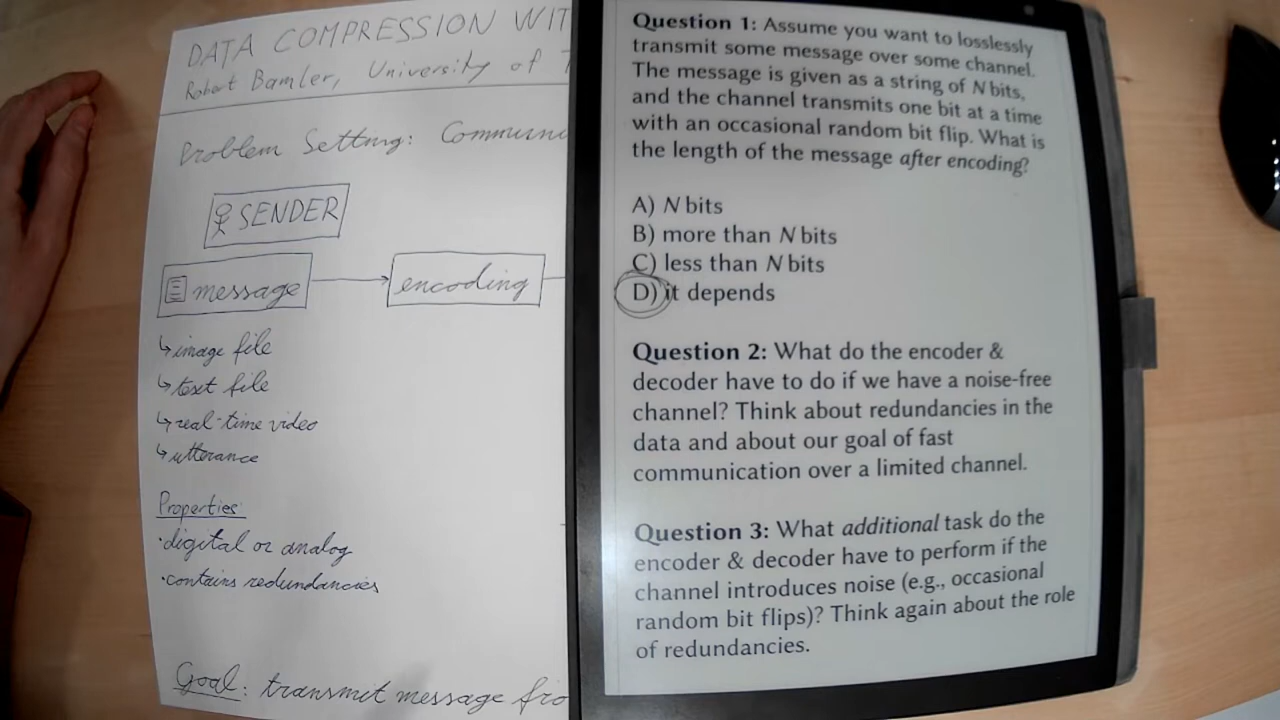 DATA COMPRESSION WIT
Robert Bamler, University of T
Problem Setting: Commun
SENDER
message
encoding
↳ image file
↳ text file
↳ real-time video
↳ utterance
Properties:
· digital or analog
· contains redundancies
Goal: transmit message fro
Question 1: Assume you want to losslessly
transmit some message over some channel.
The message is given as a string of N bits,
and the channel transmits one bit at a time
with an occasional random bit flip. What is
the length of the message after encoding?
A) N bits
B) more than N bits
C) less than N bits
D) it depends
Question 2: What do the encoder &
decoder have to do if we have a noise-free
channel? Think about redundancies in the
data and about our goal of fast
communication over a limited channel.
Question 3: What additional task do the
encoder & decoder have to perform if the
channel introduces noise (e.g., occasional
random bit flips)? Think again about the role
of redundancies.